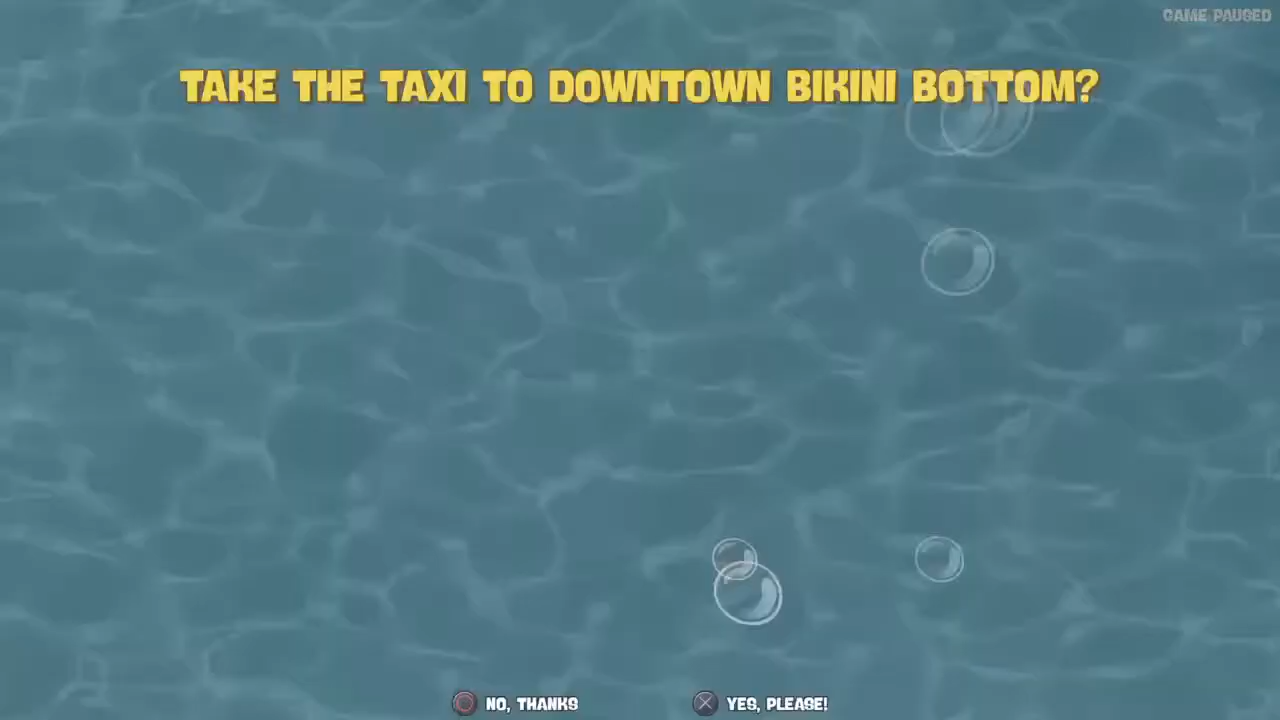 GAME PAUSED
TAKE THE TAXI TO DOWNTOWN BIKINI BOTTOM?
NO, THANKS
YES, PLEASE!